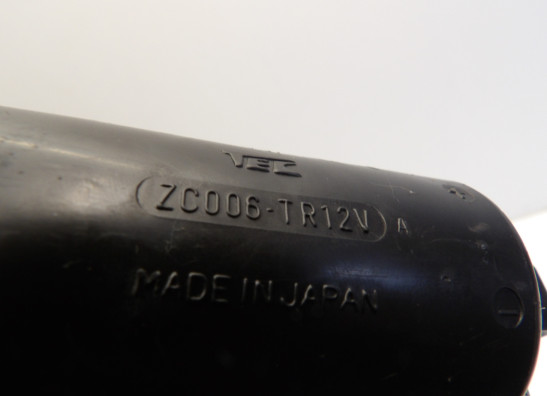 ZC006-TR12V A
MADE IN JAPAN